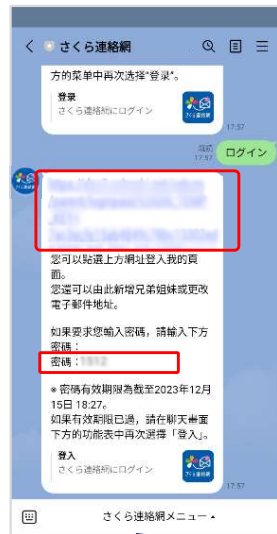 さくら連絡網
方的菜单中再次选择“登录”。
登录
さくら連絡網にログイン
17:57
既読
17:57
ログイン
您可以點選上方網址登入我的頁
面。
您還可以由此新增兄弟姐妹或更改
電子郵件地址。
如果要求您輸入密碼，請輸入下方
密碼：
密碼：
※ 密碼有效期限為截至2023年12月
15日 18:27。
如果有效期限已過，請在聊天畫面
下方的功能表中再次選擇「登入」。
登入
さくら連絡網にログイン
17:57
さくら連絡網メニュー